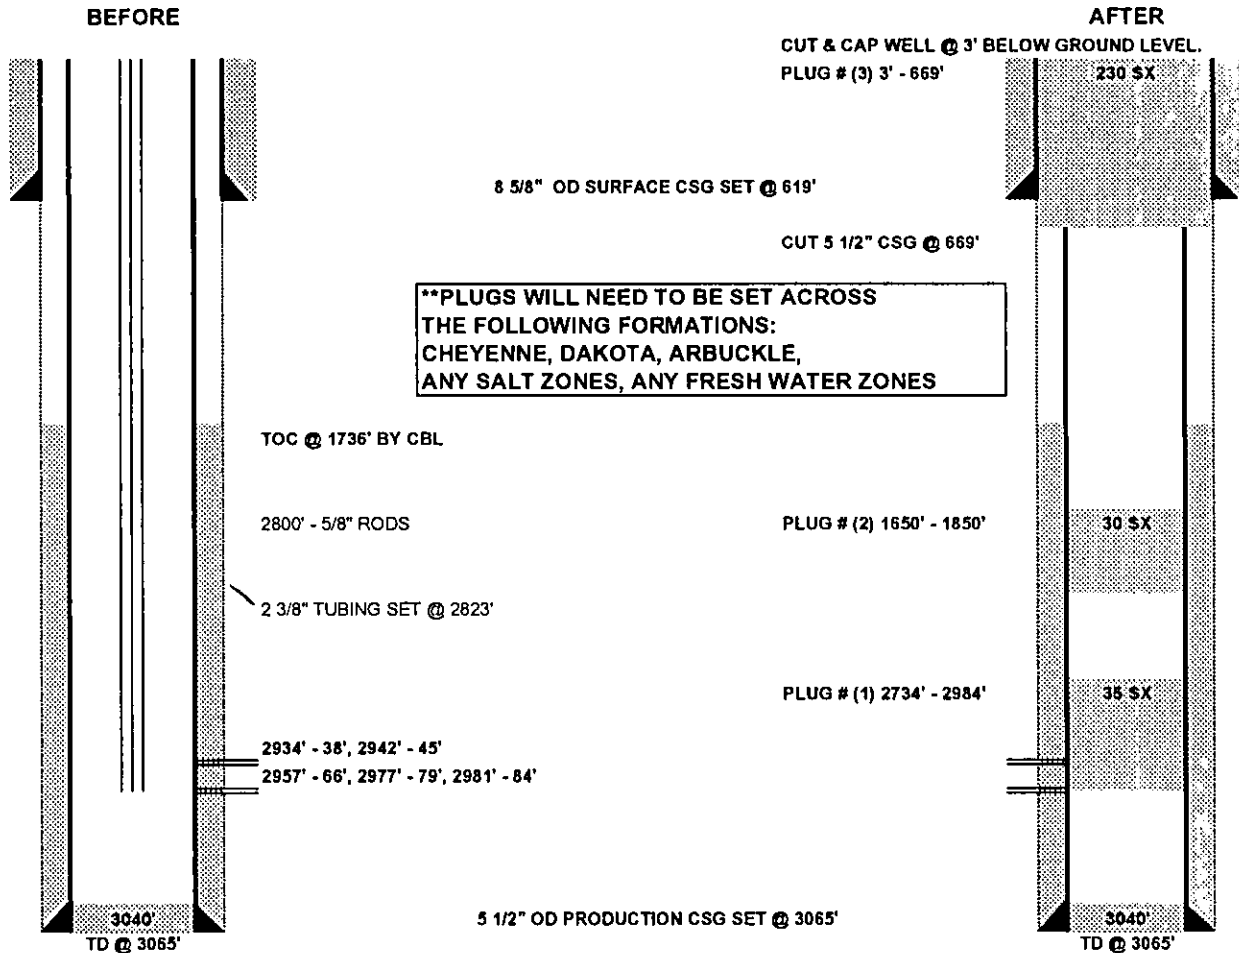 BEFORE
AFTER
CUT & CAP WELL @ 3' BELOW GROUND LEVEL.
PLUG # (3) 3' - 669'
230 SX
8 5/8" OD SURFACE CSG SET @ 619'
CUT 5 1/2" CSG @ 669'
**PLUGS WILL NEED TO BE SET ACROSS
THE FOLLOWING FORMATIONS:
CHEYENNE, DAKOTA, ARBUCKLE,
ANY SALT ZONES, ANY FRESH WATER ZONES
TOC @ 1736' BY CBL
2800' - 5/8" RODS
PLUG # (2) 1650' - 1850'
30 SX
2 3/8" TUBING SET @ 2823'
PLUG # (1) 2734' - 2984'
35 SX
2934' - 38', 2942' - 45'
2957' - 66', 2977' - 79', 2981' - 84'
3040'
5 1/2" OD PRODUCTION CSG SET @ 3065'
3040'
TD @ 3065'
TD @ 3065'